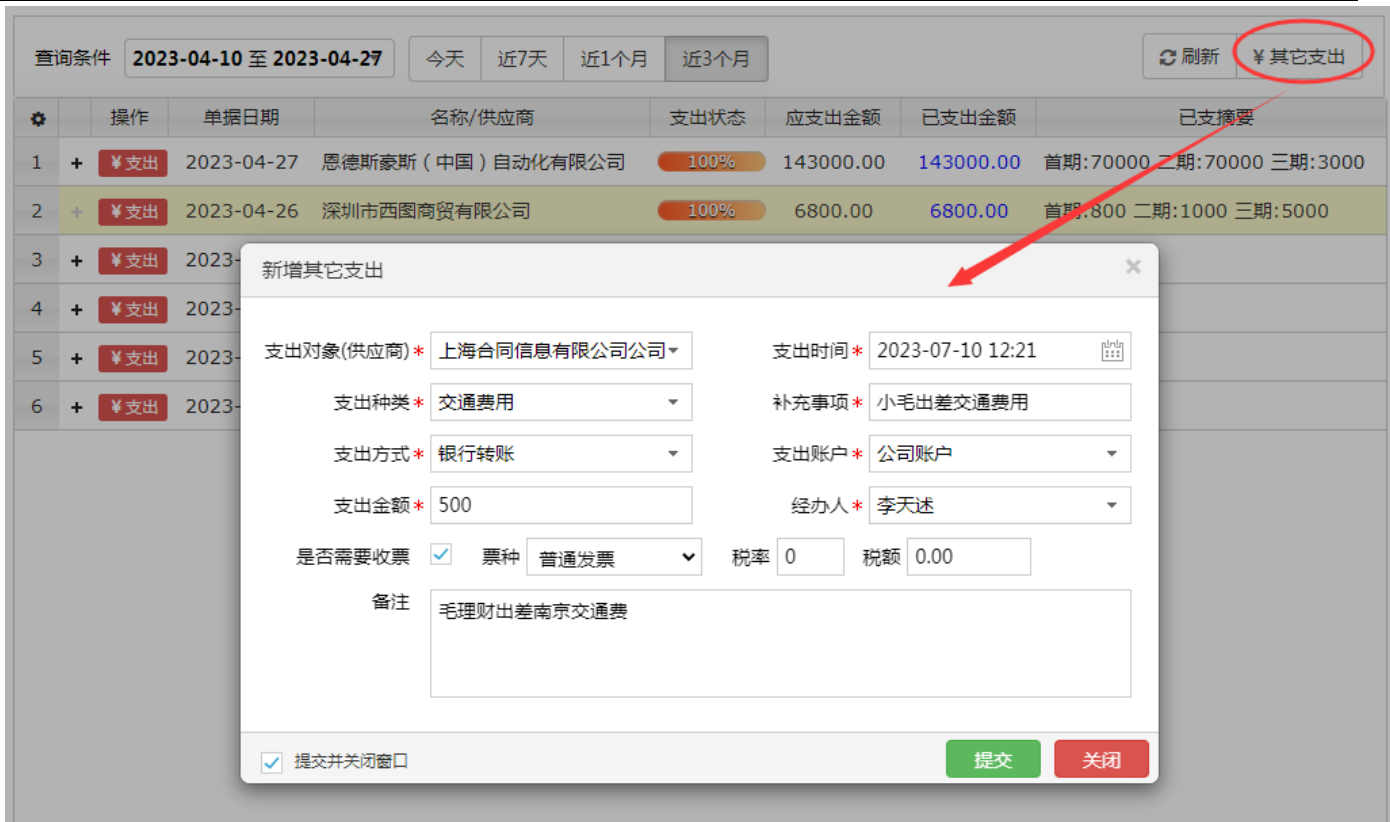 查询条件 2023-04-10 至 2023-04-27 今天 近7天 近1个月 近3个月 刷新 ¥其它支出
操作 单据日期 名称/供应商 支出状态 应支出金额 已支出金额 已支摘要
1 + ¥支出 2023-04-27 恩德斯豪斯（中国）自动化有限公司 100% 143000.00 143000.00 首期:70000 二期:70000 三期:3000
2 + ¥支出 2023-04-26 深圳市西图商贸有限公司 100% 6800.00 6800.00 首期:800 二期:1000 三期:5000
3 + ¥支出 2023-
4 + ¥支出 2023-
5 + ¥支出 2023-
6 + ¥支出 2023-
新增其它支出 ×
支出对象(供应商)* 上海合同信息有限公司公司 支出时间* 2023-07-10 12:21
支出种类* 交通费用 补充事项* 小毛出差交通费用
支出方式* 银行转账 支出账户* 公司账户
支出金额* 500 经办人* 李天述
是否需要收票 票种 普通发票 税率 0 税额 0.00
备注 毛理财出差南京交通费
提交并关闭窗口 提交 关闭